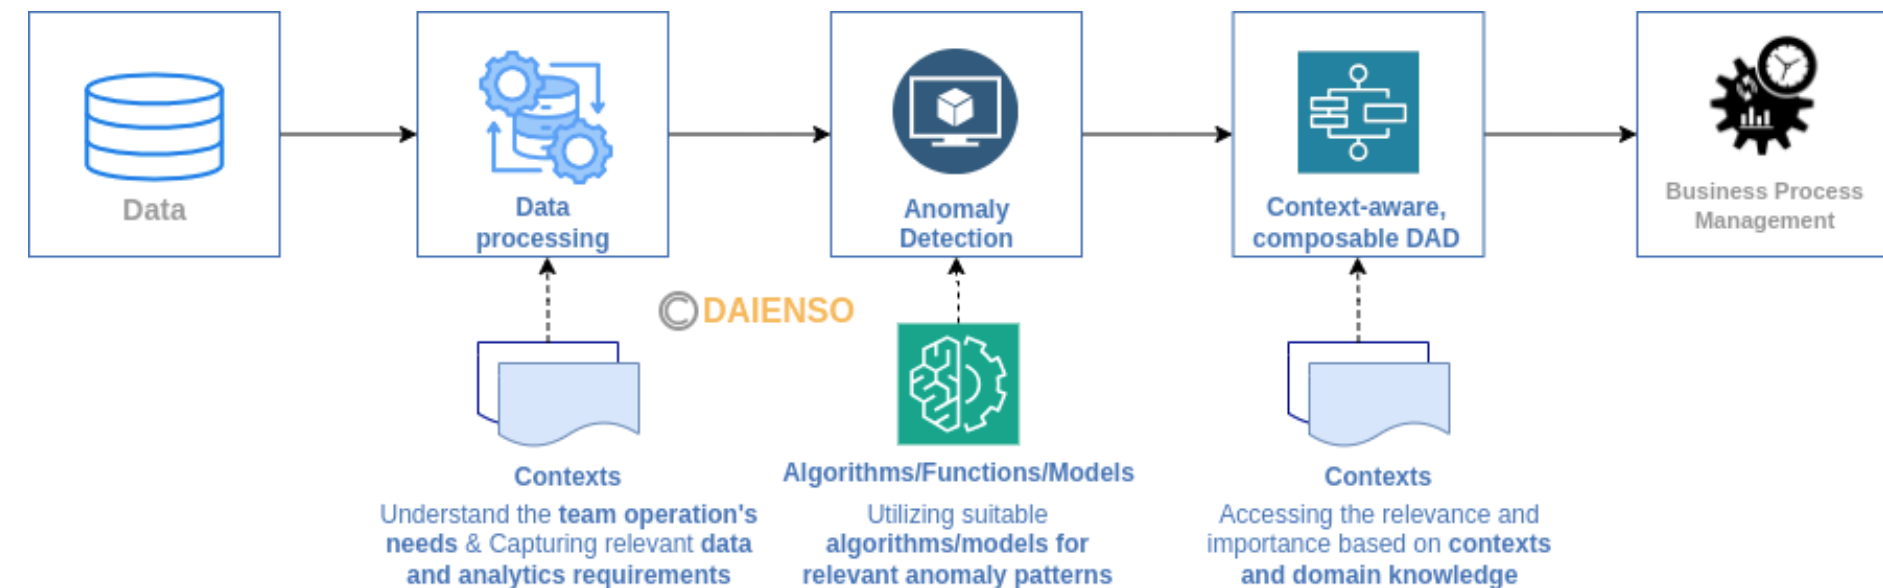 Data
Data
processing
Anomaly
Detection
Context-aware,
composable DAD
Business Process
Management
© DAIENSO
Contexts
Understand the team operation's
needs & Capturing relevant data
and analytics requirements
Algorithms/Functions/Models
Utilizing suitable
algorithms/models for
relevant anomaly patterns
Contexts
Accessing the relevance and
importance based on contexts
and domain knowledge